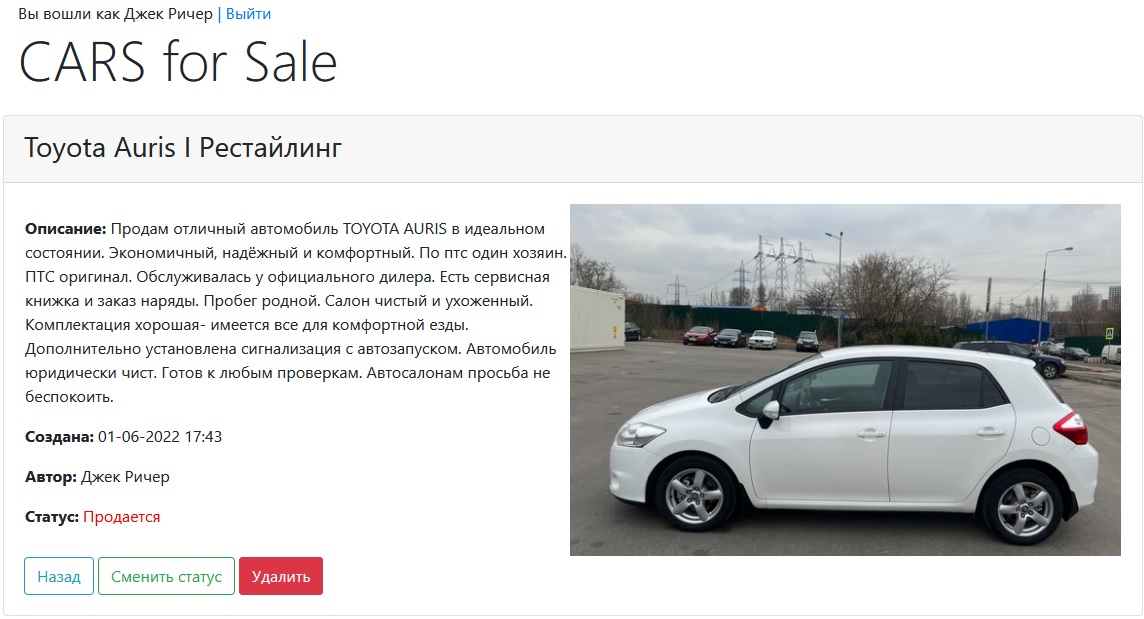 Вы вошли как Джек Ричер | Выйти
CARS for Sale
Toyota Auris I Рестайлинг
Описание: Продам отличный автомобиль TOYOTA AURIS в идеальном
состоянии. Экономичный, надёжный и комфортный. По птс один хозяин.
ПТС оригинал. Обслуживалась у официального дилера. Есть сервисная
книжка и заказ наряды. Пробег родной. Салон чистый и ухоженный.
Комплектация хорошая- имеется все для комфортной езды.
Дополнительно установлена сигнализация с автозапуском. Автомобиль
юридически чист. Готов к любым проверкам. Автосалонам просьба не
беспокоить.
Создана: 01-06-2022 17:43
Автор: Джек Ричер
Статус: Продается
Назад Сменить статус Удалить